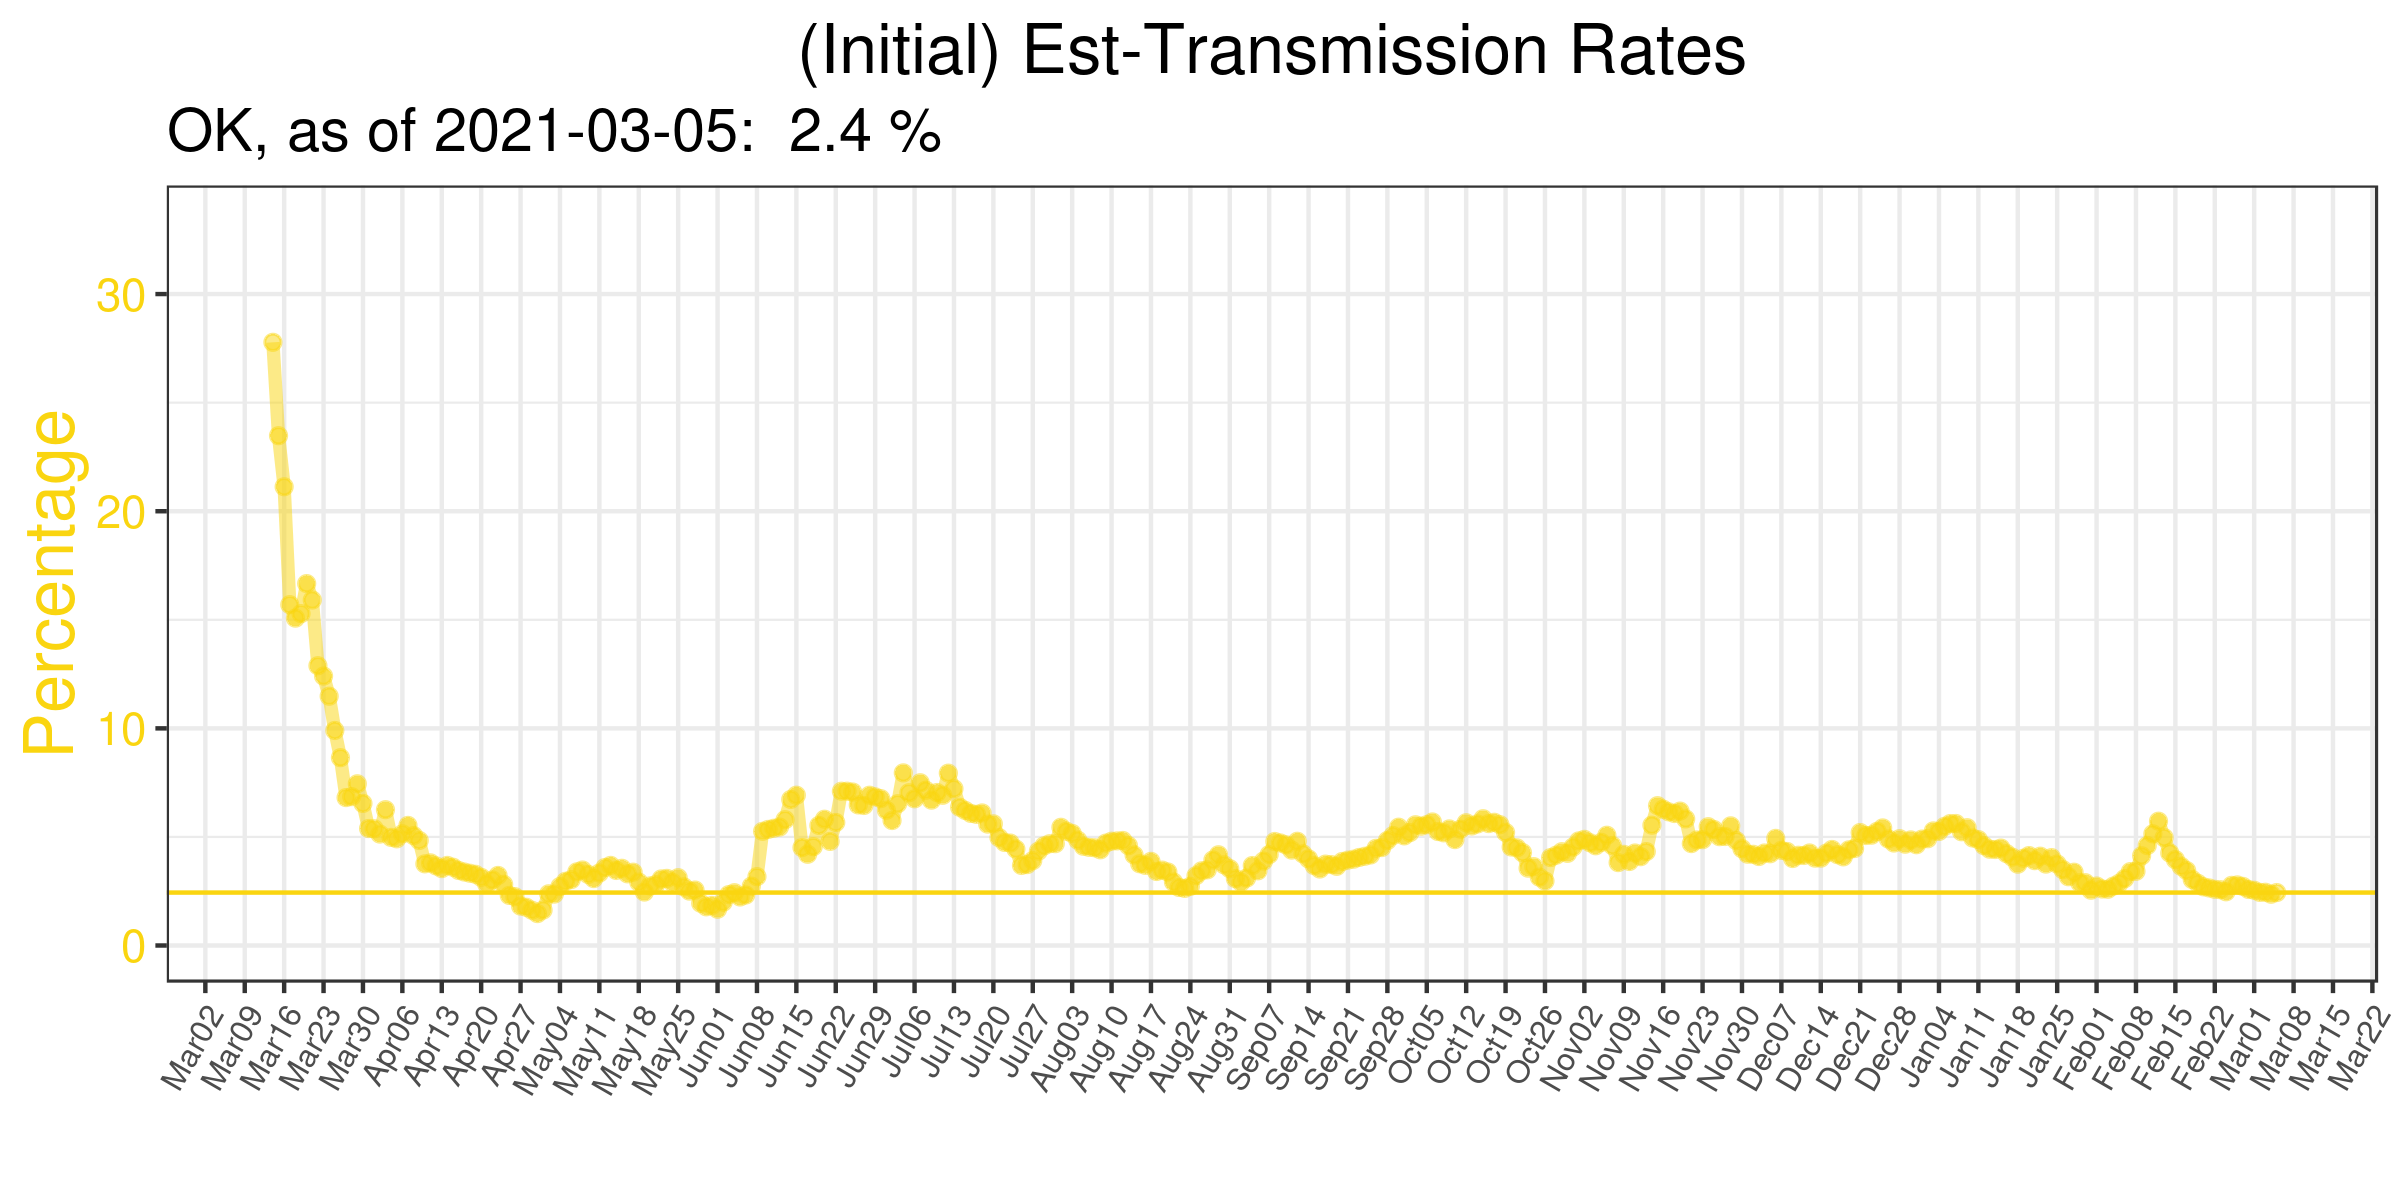 (Initial) Est-Transmission Rates
OK, as of 2021-03-05:  2.4 %
Percentage
30
20
10
0
Mar02
Mar09
Mar16
Mar23
Mar30
Apr06
Apr13
Apr20
Apr27
May04
May11
May18
May25
Jun01
Jun08
Jun15
Jun22
Jun29
Jul06
Jul13
Jul20
Jul27
Aug03
Aug10
Aug17
Aug24
Aug31
Sep07
Sep14
Sep21
Sep28
Oct05
Oct12
Oct19
Oct26
Nov02
Nov09
Nov16
Nov23
Nov30
Dec07
Dec14
Dec21
Dec28
Jan04
Jan11
Jan18
Jan25
Feb01
Feb08
Feb15
Feb22
Mar01
Mar08
Mar15
Mar22